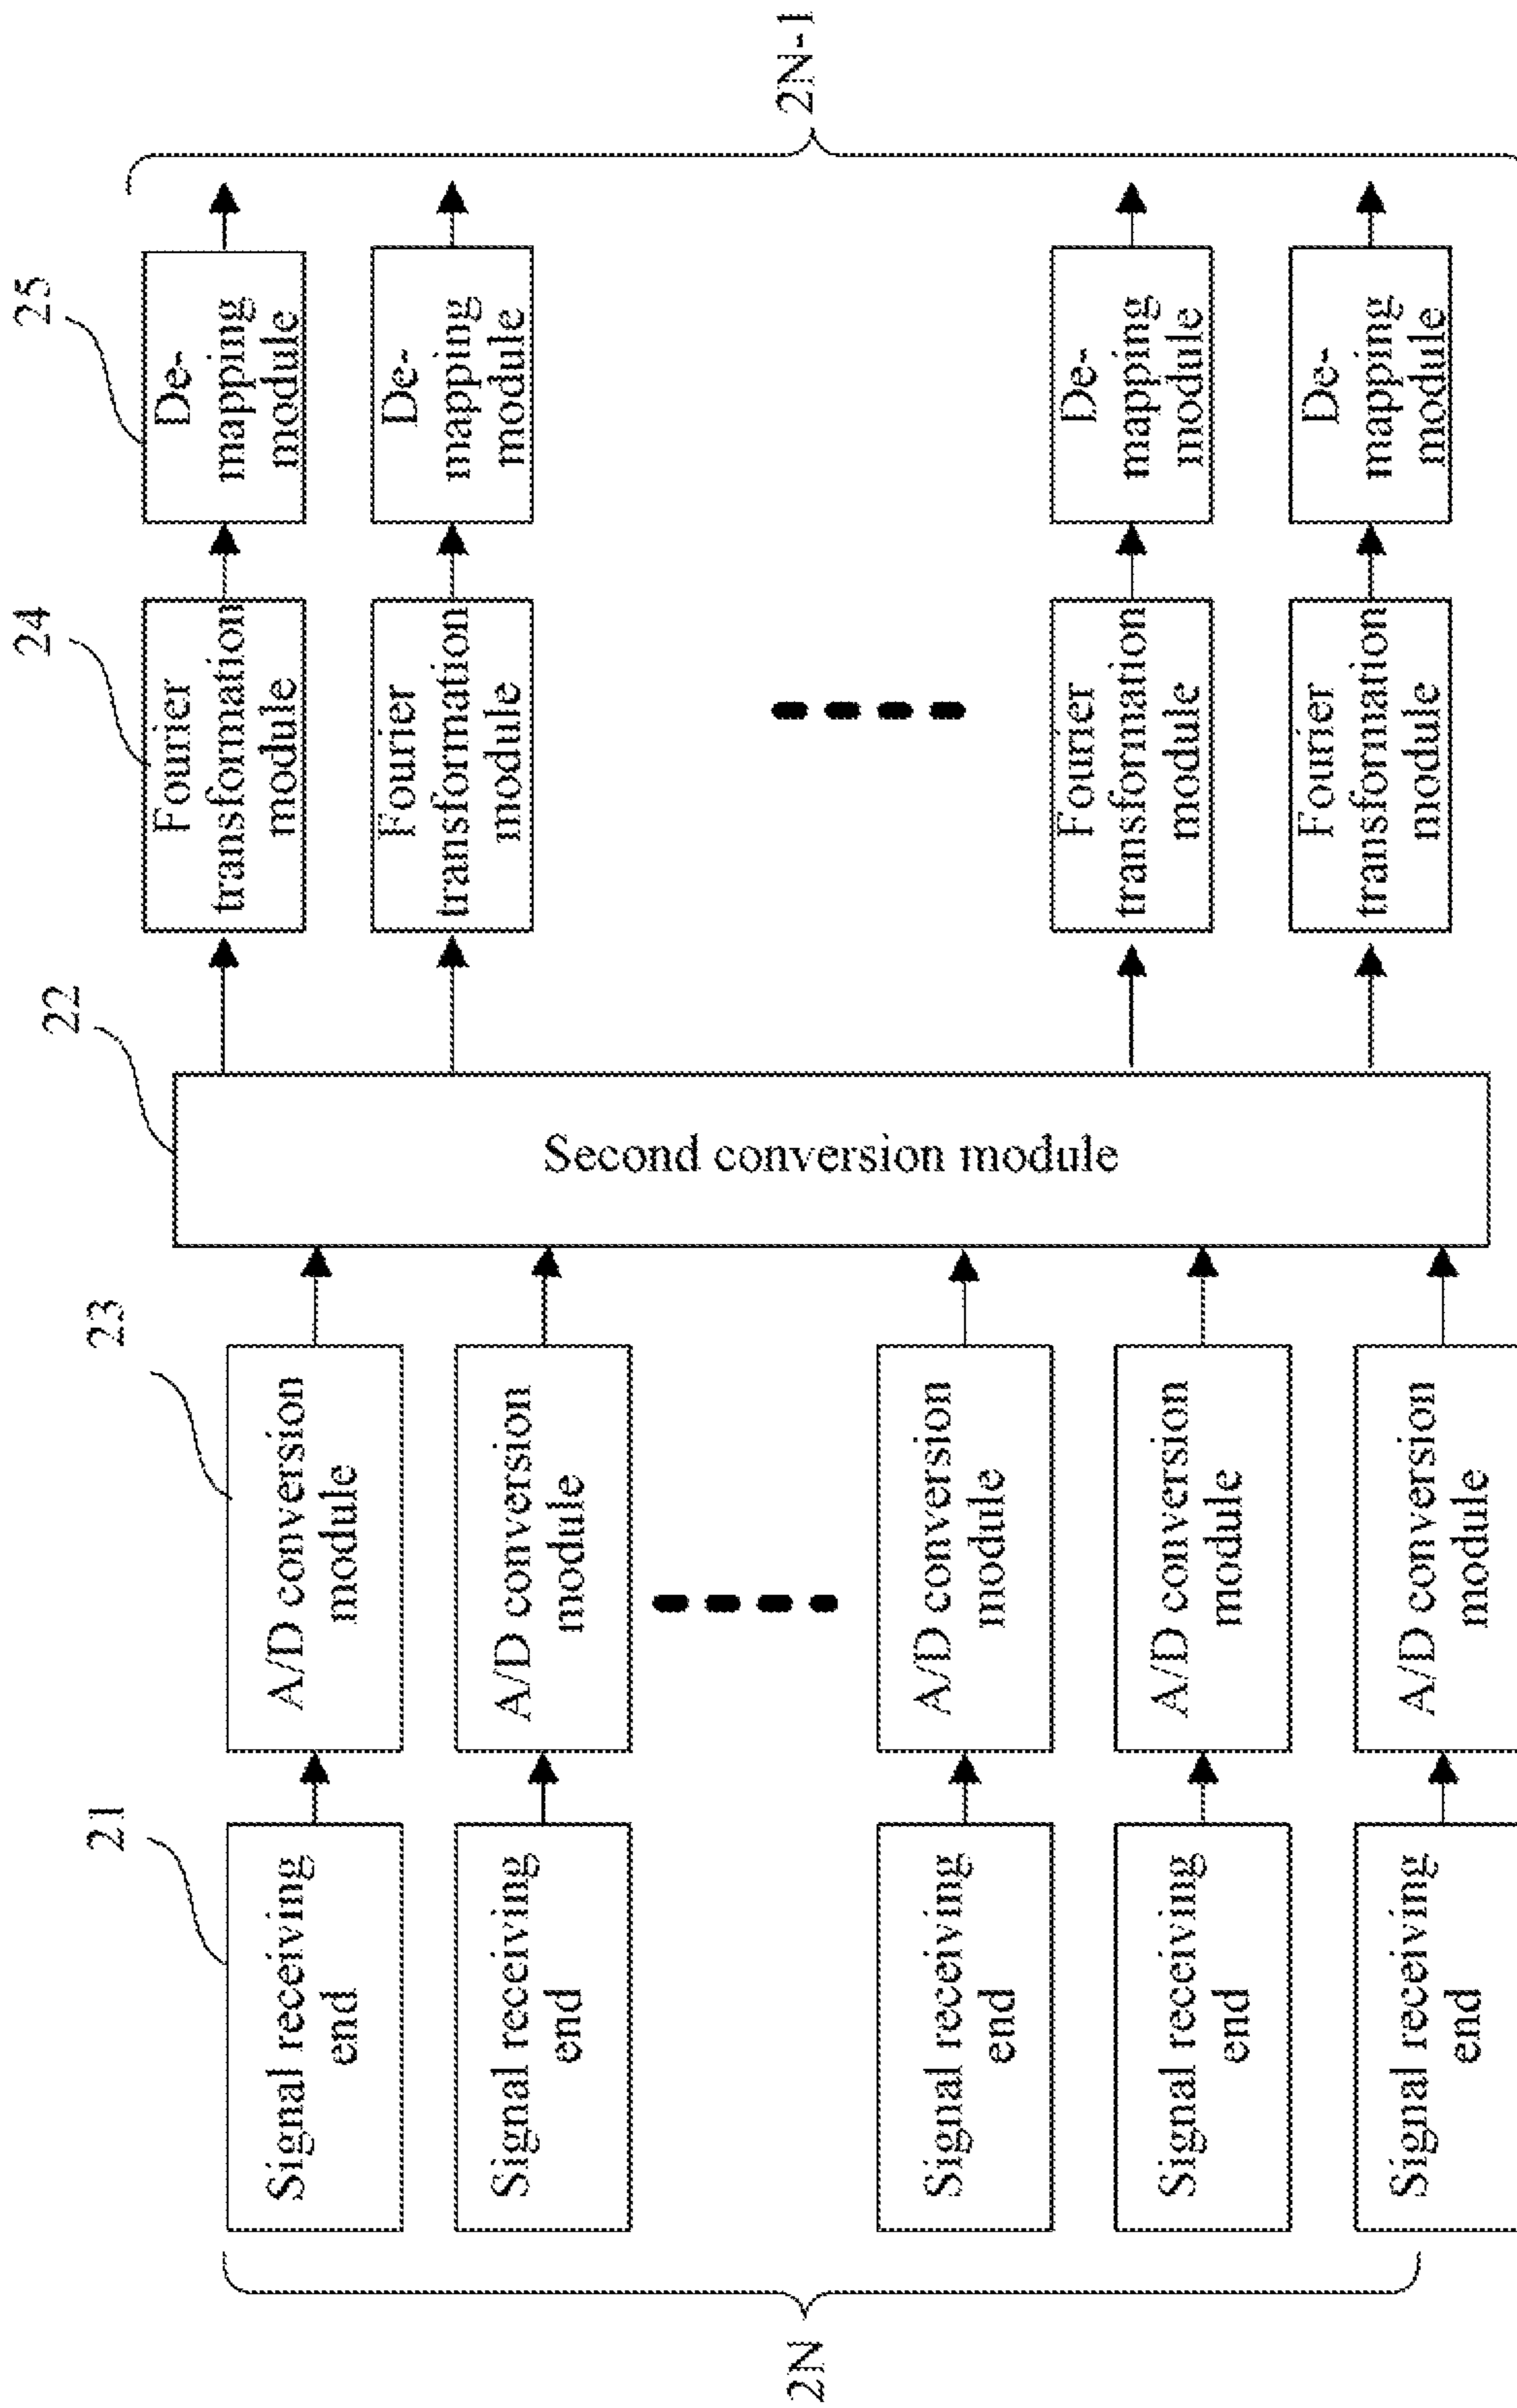 21
23
22
24
25
2N
Signal receiving
end
A/D conversion
module
Fourier
transformation
module
De-
mapping
module
Signal receiving
end
A/D conversion
module
Fourier
transformation
module
De-
mapping
module
Second conversion module
2N-1
Signal receiving
end
A/D conversion
module
Fourier
transformation
module
De-
mapping
module
Signal receiving
end
A/D conversion
module
Fourier
transformation
module
De-
mapping
module
Signal receiving
end
A/D conversion
module